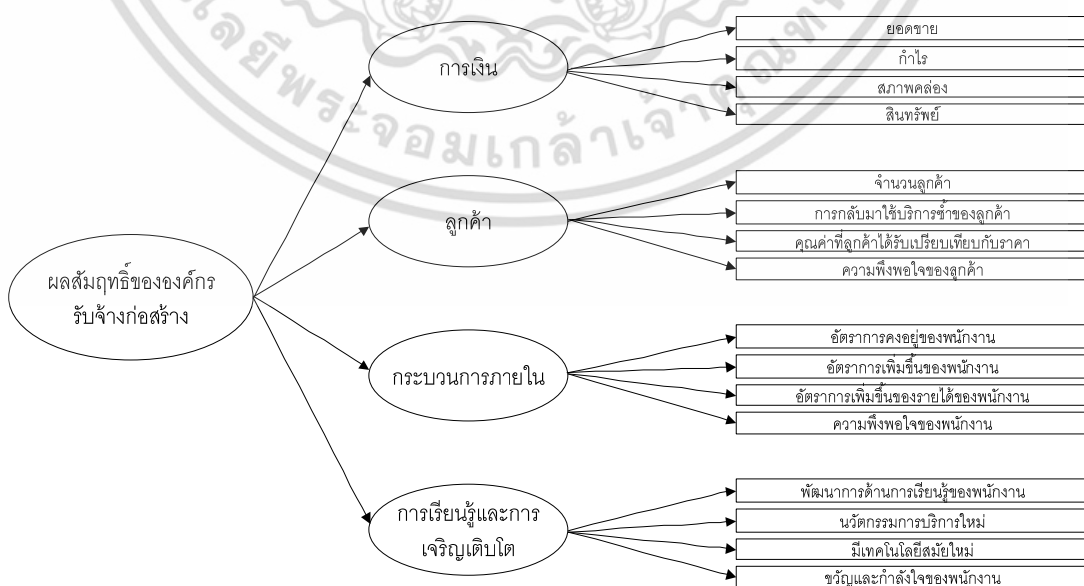 ผลสัมฤทธิ์ขององค์กร
รับจ้างก่อสร้าง
การเงิน
ยอดขาย
กำไร
สภาพคล่อง
สินทรัพย์
ลูกค้า
จำนวนลูกค้า
การกลับมาใช้บริการซ้ำของลูกค้า
คุณค่าที่ลูกค้าได้รับเปรียบเทียบกับราคา
ความพึงพอใจของลูกค้า
กระบวนการภายใน
อัตราการคงอยู่ของพนักงาน
อัตราการเพิ่มขึ้นของพนักงาน
อัตราการเพิ่มขึ้นของรายได้ของพนักงาน
ความพึงพอใจของพนักงาน
การเรียนรู้และการ
เจริญเติบโต
พัฒนาการด้านการเรียนรู้ของพนักงาน
นวัตกรรมการบริการใหม่
มีเทคโนโลยีสมัยใหม่
ขวัญและกำลังใจของพนักงาน
พระจอมเกล้าเจ้าคุณ